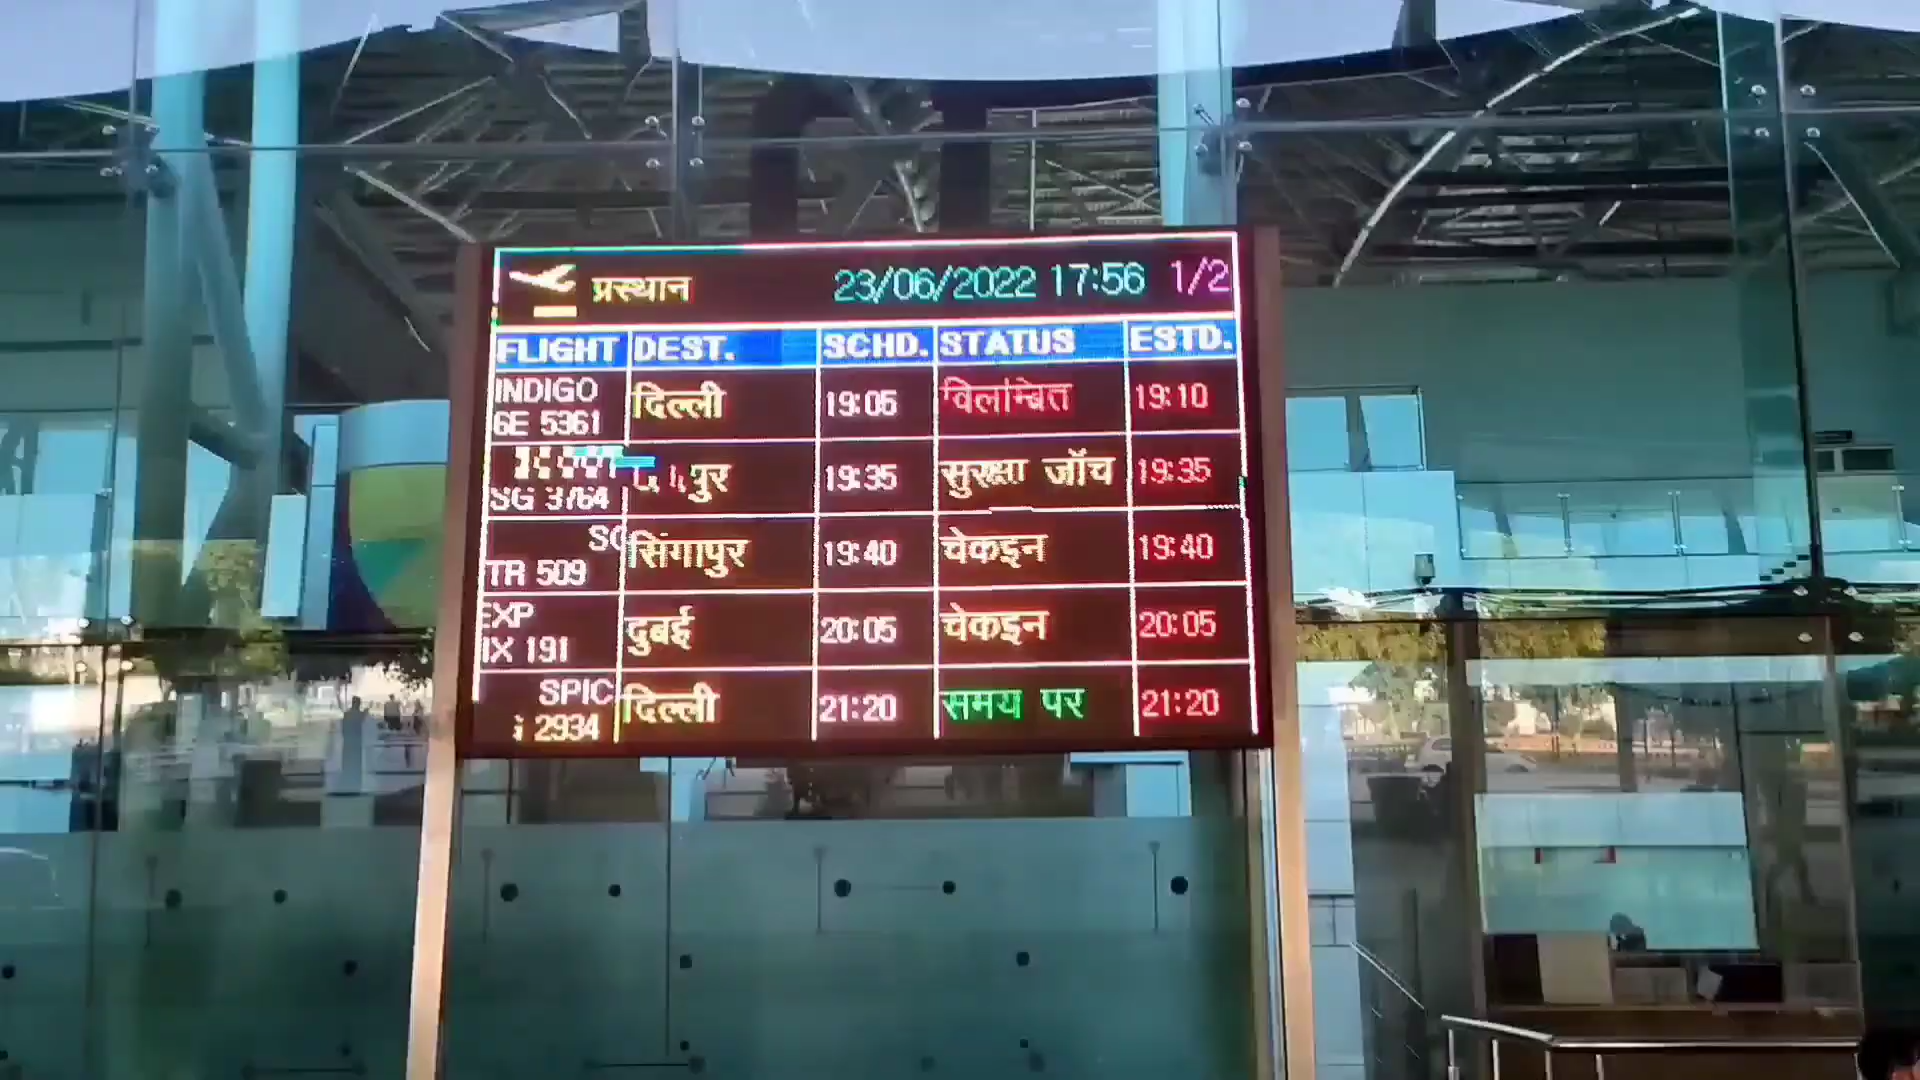 प्रस्थान 23/06/2022 17:56 1/2
FLIGHT DEST. SCHD. STATUS ESTD.
INDIGO
6E 5361 दिल्ली 19:05 विलम्बित 19:10
SG 3764 19:35 सुरक्षा जॉच 19:35
TR 509 सिंगापुर 19:40 चेकइन 19:40
EXP
IX 191 दुबई 20:05 चेकइन 20:05
SPIC
2934 दिल्ली 21:20 समय पर 21:20